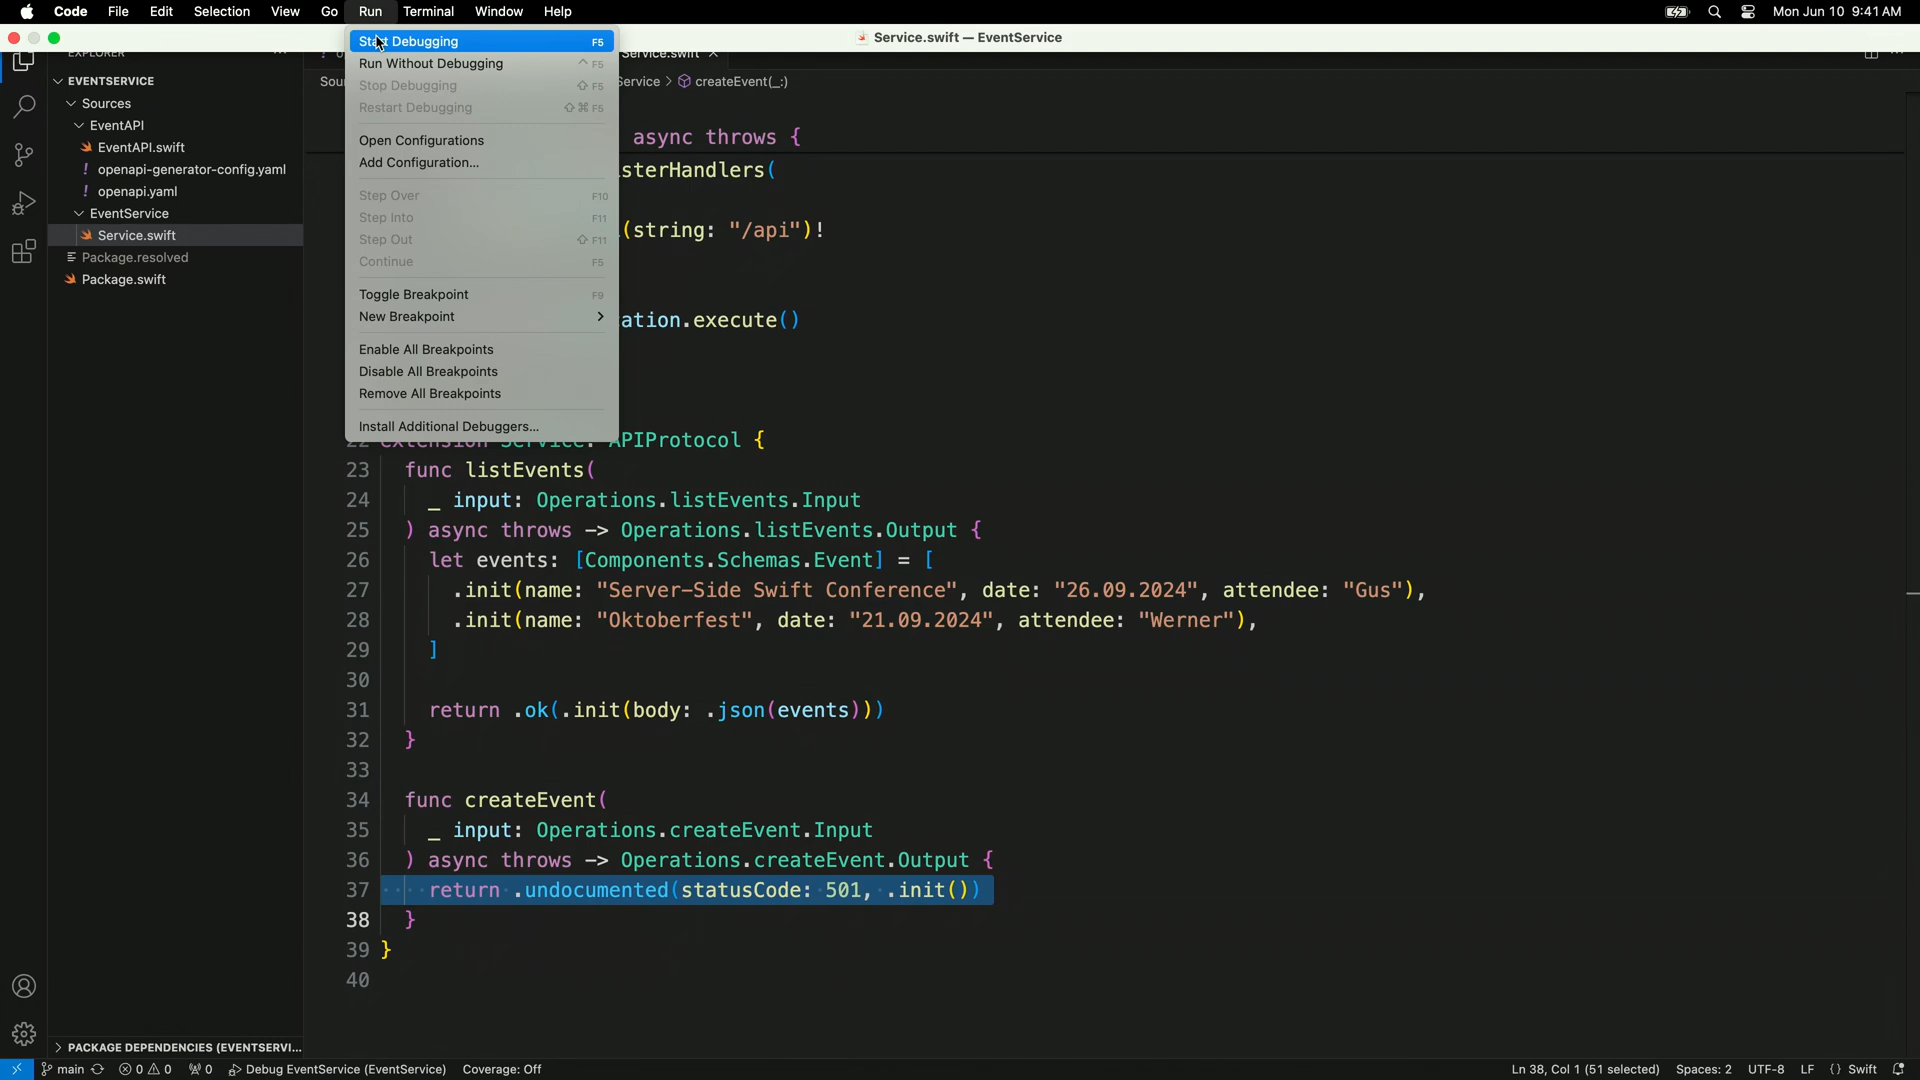 Code File Edit Selection View Go Run Terminal Window Help Mon Jun 10 9:41 AM
Service.swift — EventService
EXPLORER
Service.swift
EVENTSERVICE
Sources
EventAPI
EventAPI.swift
openapi-generator-config.yaml
openapi.yaml
EventService
Service.swift
Package.resolved
Package.swift
PACKAGE DEPENDENCIES (EVENTSERVI...
Start Debugging F5
Run Without Debugging ^ F5
Stop Debugging ⇧ F5
Restart Debugging ⇧ ⌘ F5
Open Configurations
Add Configuration...
Step Over F10
Step Into F11
Step Out ⇧ F11
Continue F5
Toggle Breakpoint F9
New Breakpoint >
Enable All Breakpoints
Disable All Breakpoints
Remove All Breakpoints
Install Additional Debuggers...
Sour Service > createEvent(_:)
async throws {
sterHandlers(
(string: "/api")!
ation.execute()
22 extension Service: APIProtocol {
23 func listEvents(
24 _ input: Operations.listEvents.Input
25 ) async throws -> Operations.listEvents.Output {
26 let events: [Components.Schemas.Event] = [
27 .init(name: "Server-Side Swift Conference", date: "26.09.2024", attendee: "Gus"),
28 .init(name: "Oktoberfest", date: "21.09.2024", attendee: "Werner"),
29 ]
30
31 return .ok(.init(body: .json(events)))
32 }
33
34 func createEvent(
35 _ input: Operations.createEvent.Input
36 ) async throws -> Operations.createEvent.Output {
37 return .undocumented(statusCode: 501, .init())
38 }
39 }
40
main 0 0 0 Debug EventService (EventService) Coverage: Off Ln 38, Col 1 (51 selected) Spaces: 2 UTF-8 LF {} Swift